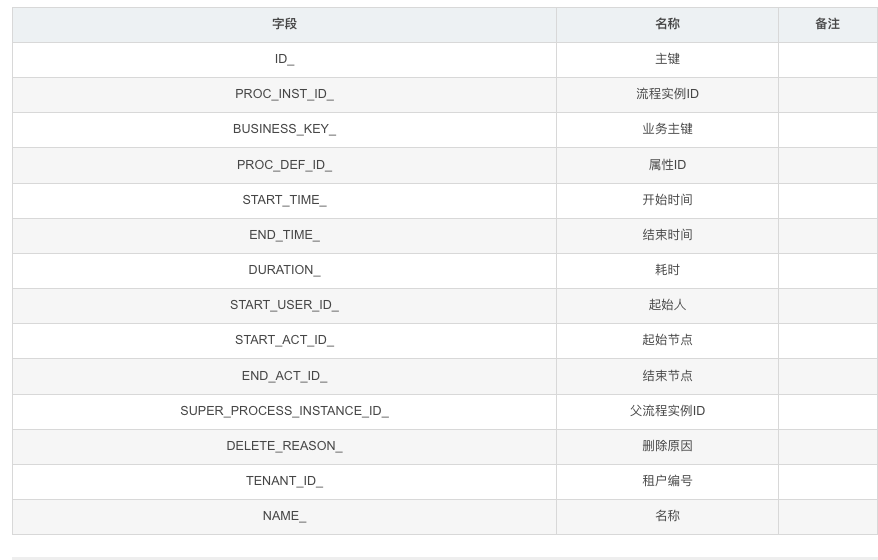 字段 名称 备注
ID_ 主键
PROC_INST_ID_ 流程实例ID
BUSINESS_KEY_ 业务主键
PROC_DEF_ID_ 属性ID
START_TIME_ 开始时间
END_TIME_ 结束时间
DURATION_ 耗时
START_USER_ID_ 起始人
START_ACT_ID_ 起始节点
END_ACT_ID_ 结束节点
SUPER_PROCESS_INSTANCE_ID_ 父流程实例ID
DELETE_REASON_ 删除原因
TENANT_ID_ 租户编号
NAME_ 名称